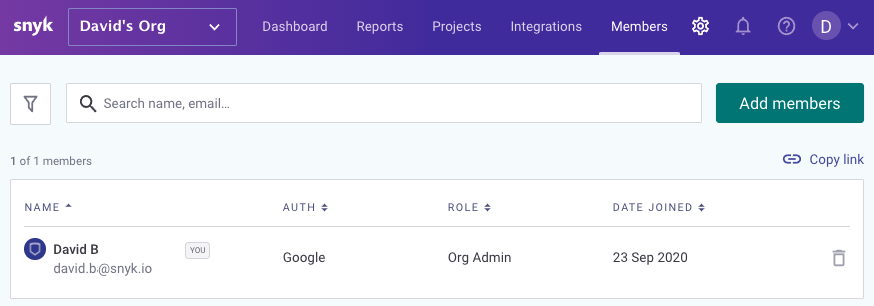 snyk David's Org Dashboard Reports Projects Integrations Members D
Search name, email... Add members
1 of 1 members Copy link
NAME AUTH ROLE DATE JOINED
David B YOU
david.b@snyk.io Google Org Admin 23 Sep 2020